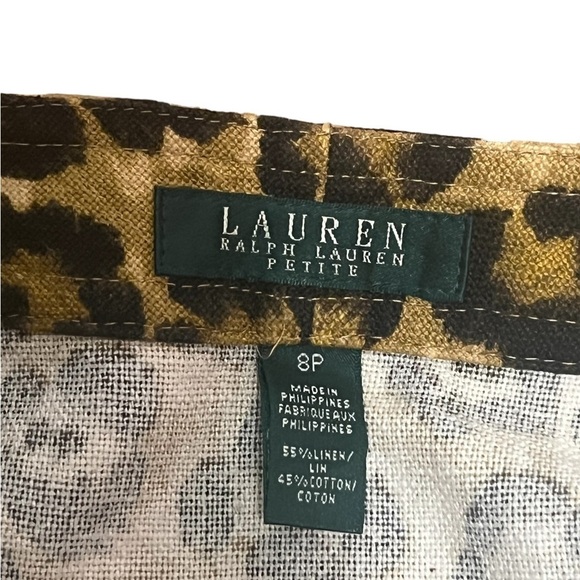 LAUREN
RALPH LAUREN
PETITE
8P
MADE IN
PHILIPPINES
FABRIQUE AUX
PHILIPPINES
55%LINEN/
LIN
45%COTTON/
COTON